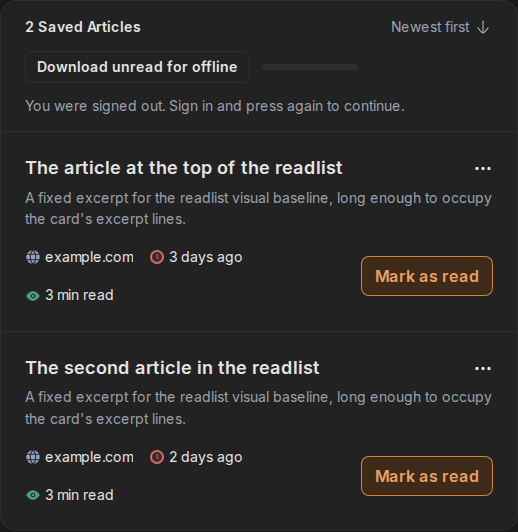 2 Saved Articles
Newest first ↓
Download unread for offline
You were signed out. Sign in and press again to continue.
The article at the top of the readlist
A fixed excerpt for the readlist visual baseline, long enough to occupy
the card's excerpt lines.
example.com
3 days ago
3 min read
Mark as read
The second article in the readlist
A fixed excerpt for the readlist visual baseline, long enough to occupy
the card's excerpt lines.
example.com
2 days ago
3 min read
Mark as read